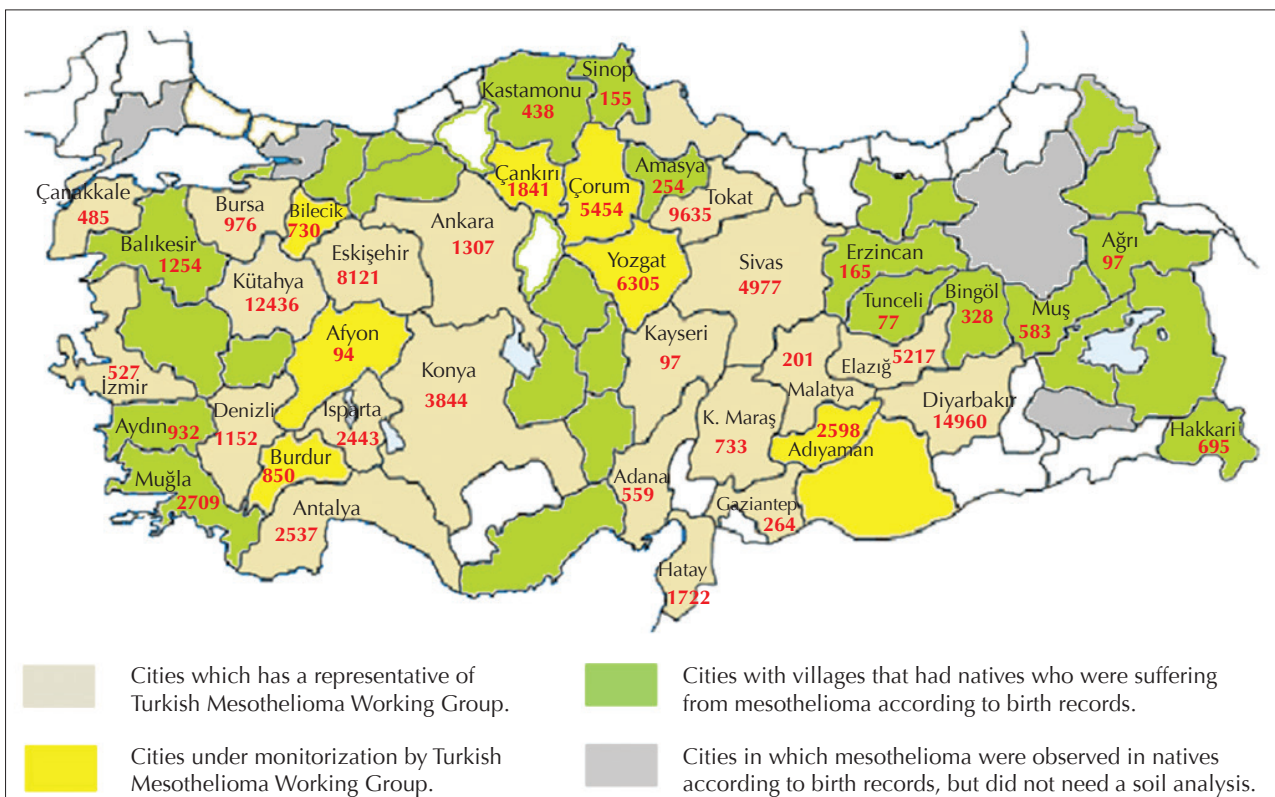 Sinop
155
Kastamonu
438
Çankırı
1841
Çorum
5454
Amasya
254
Tokat
9635
Çanakkale
485
Bursa
976
Bilecik
730
Ankara
1307
Balıkesir
1254
Eskişehir
8121
Kütahya
12436
Yozgat
6305
Sivas
4977
Erzincan
165
Ağrı
97
Tunceli
77
Bingöl
328
Muş
583
Afyon
94
Kayseri
97
201
Malatya
Elazığ
5217
527
İzmir
Konya
3844
Denizli
1152
Isparta
2443
K. Maraş
733
Diyarbakır
14960
Aydın 932
Burdur
850
2598
Adıyaman
Hakkari
695
Muğla
2709
Antalya
2537
Adana
559
Gaziantep
264
Hatay
1722
Cities which has a representative of
Turkish Mesothelioma Working Group.
Cities with villages that had natives who were suffering
from mesothelioma according to birth records.
Cities under monitorization by Turkish
Mesothelioma Working Group.
Cities in which mesothelioma were observed in natives
according to birth records, but did not need a soil analysis.